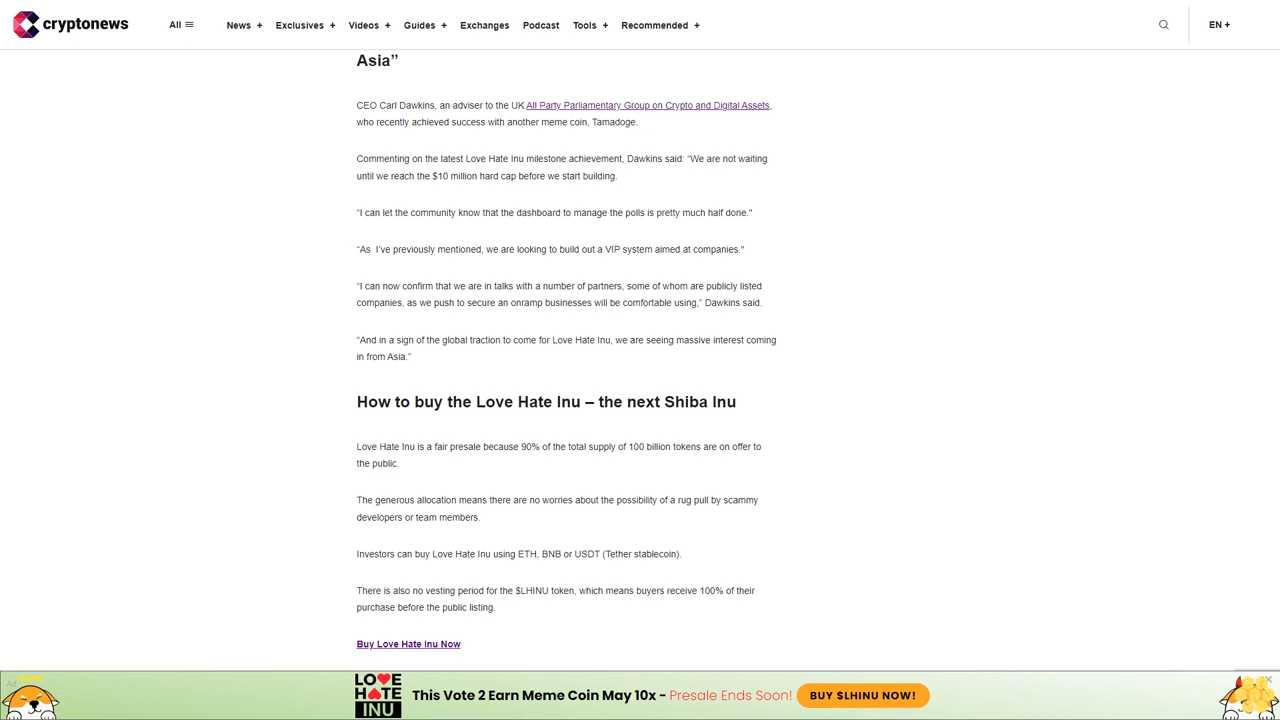 cryptonews
All
News +
Exclusives +
Videos +
Guides +
Exchanges
Podcast
Tools +
Recommended +
EN +
Asia”
CEO Carl Dawkins, an adviser to the UK All Party Parliamentary Group on Crypto and Digital Assets,
who recently achieved success with another meme coin, Tamadoge.
Commenting on the latest Love Hate Inu milestone achievement, Dawkins said: “We are not waiting
until we reach the $10 million hard cap before we start building.
“I can let the community know that the dashboard to manage the polls is pretty much half done."
“As I’ve previously mentioned, we are looking to build out a VIP system aimed at companies."
“I can now confirm that we are in talks with a number of partners, some of whom are publicly listed
companies, as we push to secure an onramp businesses will be comfortable using,” Dawkins said.
“And in a sign of the global traction to come for Love Hate Inu, we are seeing massive interest coming
in from Asia.”
How to buy the Love Hate Inu – the next Shiba Inu
Love Hate Inu is a fair presale because 90% of the total supply of 100 billion tokens are on offer to
the public.
The generous allocation means there are no worries about the possibility of a rug pull by scammy
developers or team members.
Investors can buy Love Hate Inu using ETH, BNB or USDT (Tether stablecoin).
There is also no vesting period for the $LHINU token, which means buyers receive 100% of their
purchase before the public listing.
Buy Love Hate Inu Now
Ad
LOVE
HATE
INU
This Vote 2 Earn Meme Coin May 10x - Presale Ends Soon!
BUY $LHINU NOW!